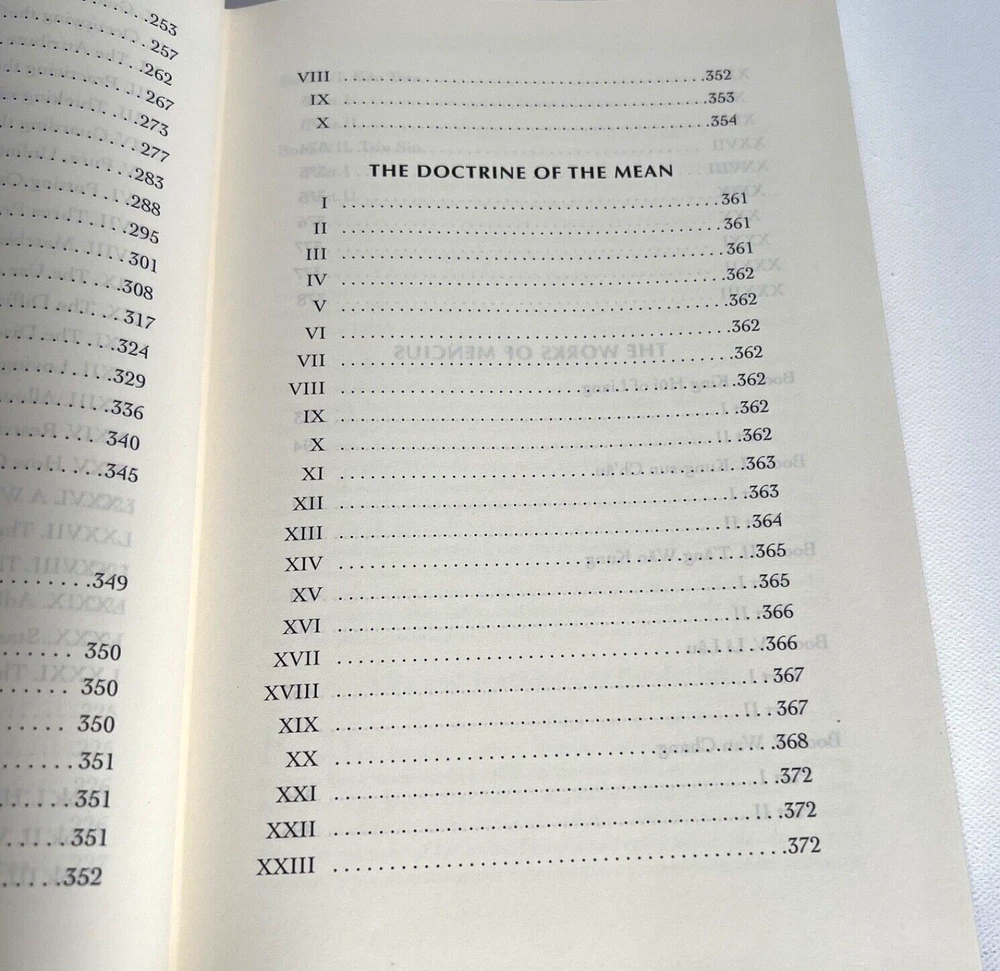 253
257
262
267
273
277
283
288
295
301
308
317
324
329
336
340
345
349
350
350
350
351
351
351
352
VIII 352
IX 353
X 354
THE DOCTRINE OF THE MEAN
I 361
II 361
III 361
IV 362
V 362
VI 362
VII 362
VIII 362
IX 362
X 362
XI 363
XII 363
XIII 364
XIV 365
XV 365
XVI 366
XVII 366
XVIII 367
XIX 367
XX 368
XXI 372
XXII 372
XXIII 372